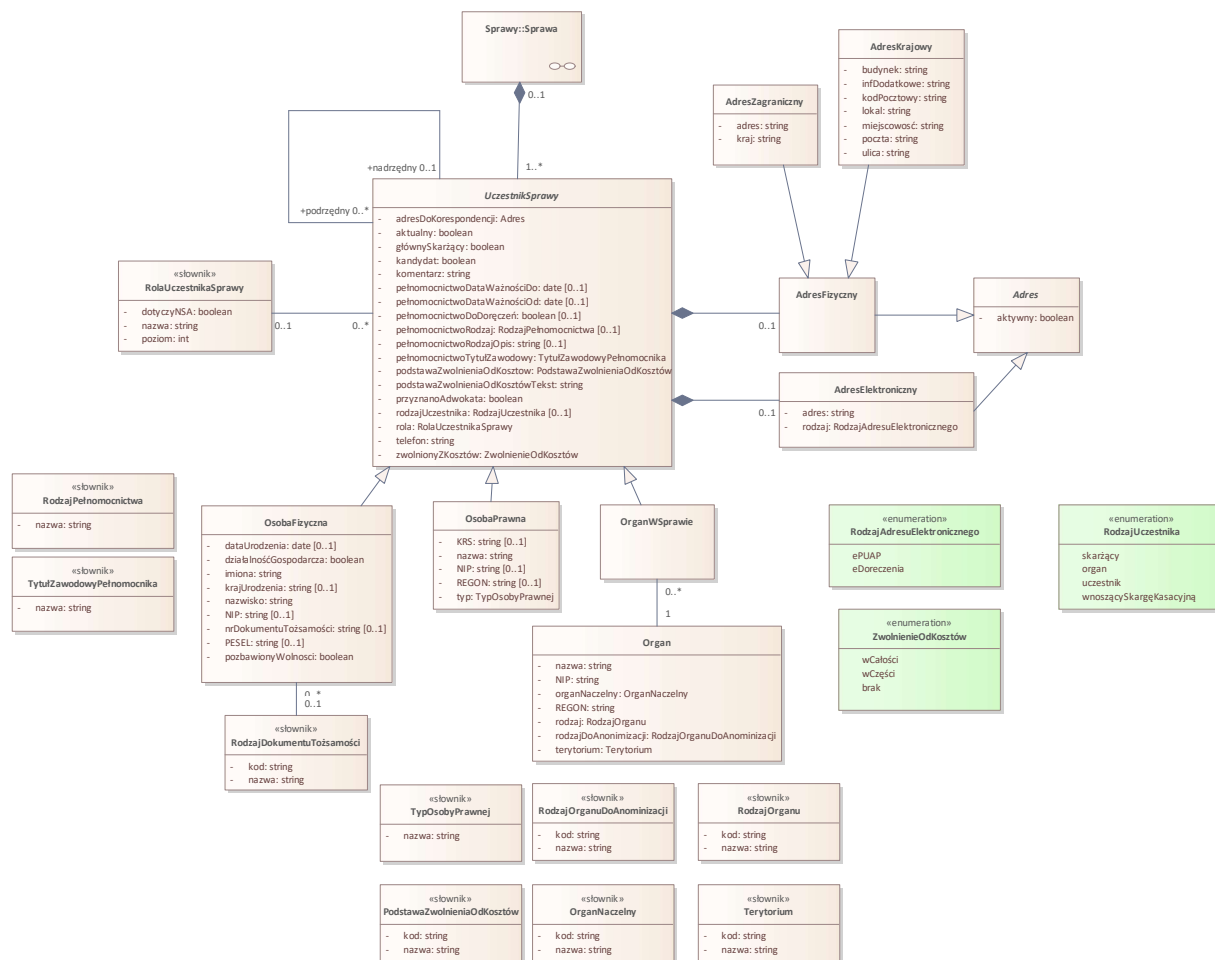 Sprawy::Sprawa
0..1
1..*
+nadrzędny 0..1
+podrzędny 0..*
AdresZagraniczny
- adres: string
- kraj: string
AdresKrajowy
- budynek: string
- infDodatkowe: string
- kodPocztowy: string
- lokal: string
- miejscowość: string
- poczta: string
- ulica: string
UczestnikSprawy
- adresDoKorespondencji: Adres
- aktualny: boolean
- głównySkarżący: boolean
- kandydat: boolean
- komentarz: string
- pełnomocnictwoDataWażnościDo: date [0..1]
- pełnomocnictwoDataWażnościOd: date [0..1]
- pełnomocnictwoDoDoręczeń: boolean [0..1]
- pełnomocnictwoRodzaj: RodzajPełnomocnictwa [0..1]
- pełnomocnictwoRodzajOpis: string [0..1]
- pełnomocnictwoTytułZawodowy: TytułZawodowyPełnomocnika
- podstawaZwolnieniaOdKosztow: PodstawaZwolnieniaOdKosztów
- podstawaZwolnieniaOdKosztówTekst: string
- przyznanoAdwokata: boolean
- rodzajUczestnika: RodzajUczestnika [0..1]
- rola: RolaUczestnikaSprawy
- telefon: string
- zwolnionyZKosztów: ZwolnienieOdKosztów
«słownik»
RolaUczestnikaSprawy
- dotyczyNSA: boolean
- nazwa: string
- poziom: int
0..1
0..*
AdresFizyczny
0..1
Adres
- aktywny: boolean
AdresElektroniczny
- adres: string
- rodzaj: RodzajAdresuElektronicznego
0..1
«słownik»
RodzajPełnomocnictwa
- nazwa: string
«słownik»
TytułZawodowyPełnomocnika
- nazwa: string
OsobaFizyczna
- dataUrodzenia: date [0..1]
- działalnośćGospodarcza: boolean
- imiona: string
- krajUrodzenia: string [0..1]
- nazwisko: string
- NIP: string [0..1]
- nrDokumentuTożsamości: string [0..1]
- PESEL: string [0..1]
- pozbawionyWolnosci: boolean
OsobaPrawna
- KRS: string [0..1]
- nazwa: string
- NIP: string [0..1]
- REGON: string [0..1]
- typ: TypOsobyPrawnej
OrganWSprawie
0..*
1
«enumeration»
RodzajAdresuElektronicznego
ePUAP
eDoreczenia
«enumeration»
RodzajUczestnika
skarżący
organ
uczestnik
wnoszącySkargęKasacyjną
«enumeration»
ZwolnienieOdKosztów
wCałości
wCzęści
brak
Organ
- nazwa: string
- NIP: string
- organNaczelny: OrganNaczelny
- REGON: string
- rodzaj: RodzajOrganu
- rodzajDoAnonimizacji: RodzajOrganuDoAnominizacji
- terytorium: Terytorium
0..*
0..1
«słownik»
RodzajDokumentuTożsamości
- kod: string
- nazwa: string
«słownik»
TypOsobyPrawnej
- nazwa: string
«słownik»
RodzajOrganuDoAnominizacji
- kod: string
- nazwa: string
«słownik»
RodzajOrganu
- kod: string
- nazwa: string
«słownik»
PodstawaZwolnieniaOdKosztów
- kod: string
- nazwa: string
«słownik»
OrganNaczelny
- kod: string
- nazwa: string
«słownik»
Terytorium
- kod: string
- nazwa: string